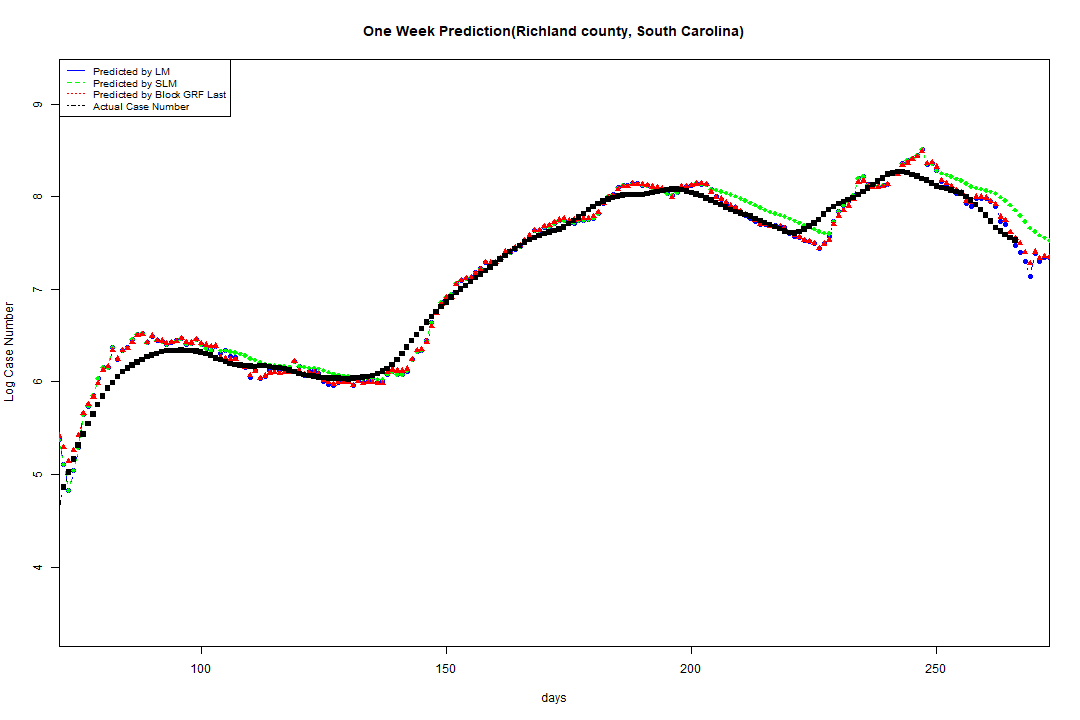 One Week Prediction(Richland county, South Carolina)
Predicted by LM
Predicted by SLM
Predicted by Block GRF Last
Actual Case Number
9
8
7
6
5
4
Log Case Number
100
150
200
250
days